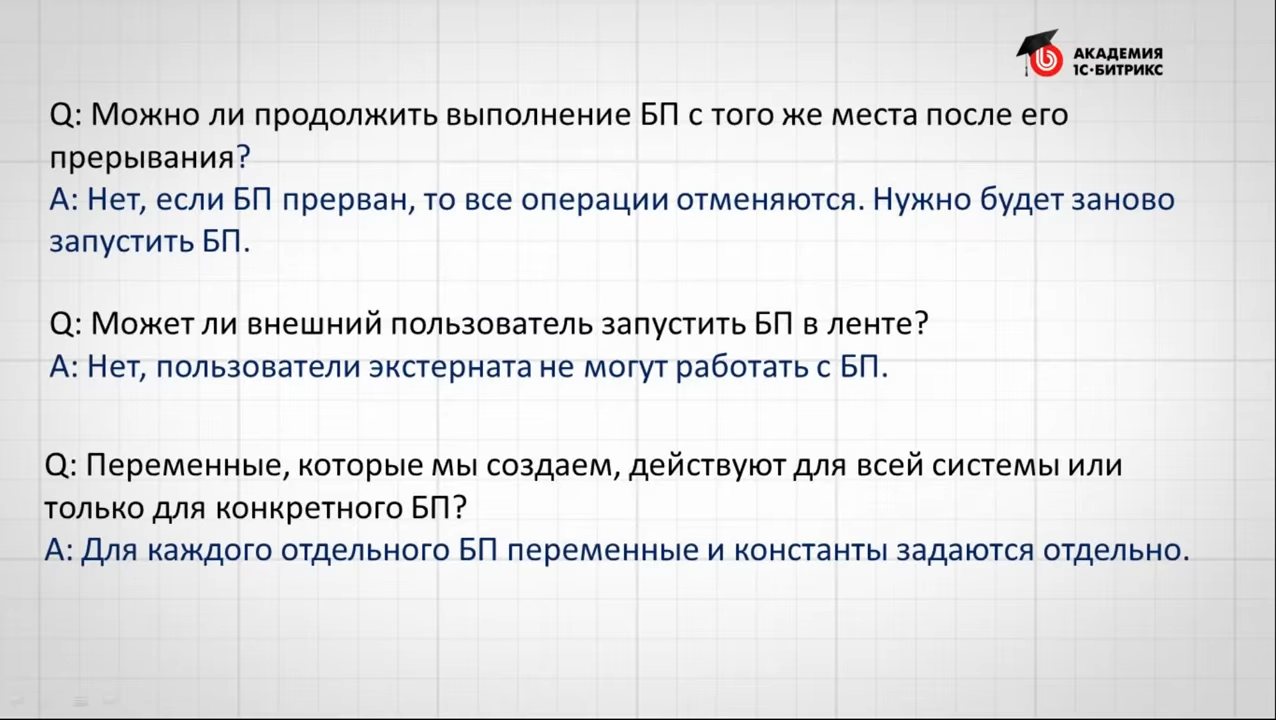 АКАДЕМИЯ
1С·БИТРИКС
Q: Можно ли продолжить выполнение БП с того же места после его
прерывания?
A: Нет, если БП прерван, то все операции отменяются. Нужно будет заново
запустить БП.
Q: Может ли внешний пользователь запустить БП в ленте?
A: Нет, пользователи экстерната не могут работать с БП.
Q: Переменные, которые мы создаем, действуют для всей системы или
только для конкретного БП?
A: Для каждого отдельного БП переменные и константы задаются отдельно.